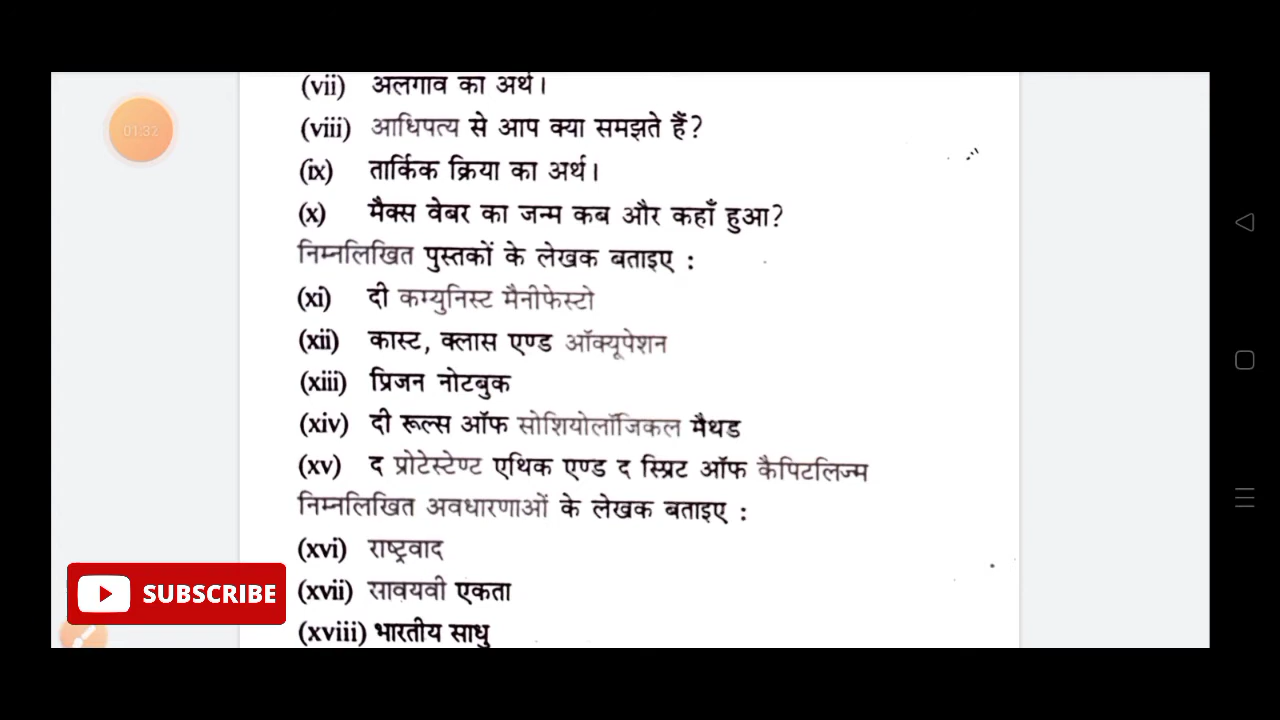 (vii) अलगाव का अर्थ।
01:32
(viii) आधिपत्य से आप क्या समझते हैं?
(ix) तार्किक क्रिया का अर्थ।
(x) मैक्स वेबर का जन्म कब और कहाँ हुआ?
निम्नलिखित पुस्तकों के लेखक बताइए :
(xi) दी कम्युनिस्ट मैनीफेस्टो
(xii) कास्ट, क्लास एण्ड ऑक्यूपेशन
(xiii) प्रिजन नोटबुक
(xiv) दी रूल्स ऑफ सोशियोलॉजिकल मैथड
(xv) द प्रोटेस्टेण्ट एथिक एण्ड द स्प्रिट ऑफ कैपिटलिज्म
निम्नलिखित अवधारणाओं के लेखक बताइए :
(xvi) राष्ट्रवाद
SUBSCRIBE
(xvii) सावयवी एकता
(xviii) भारतीय साधु